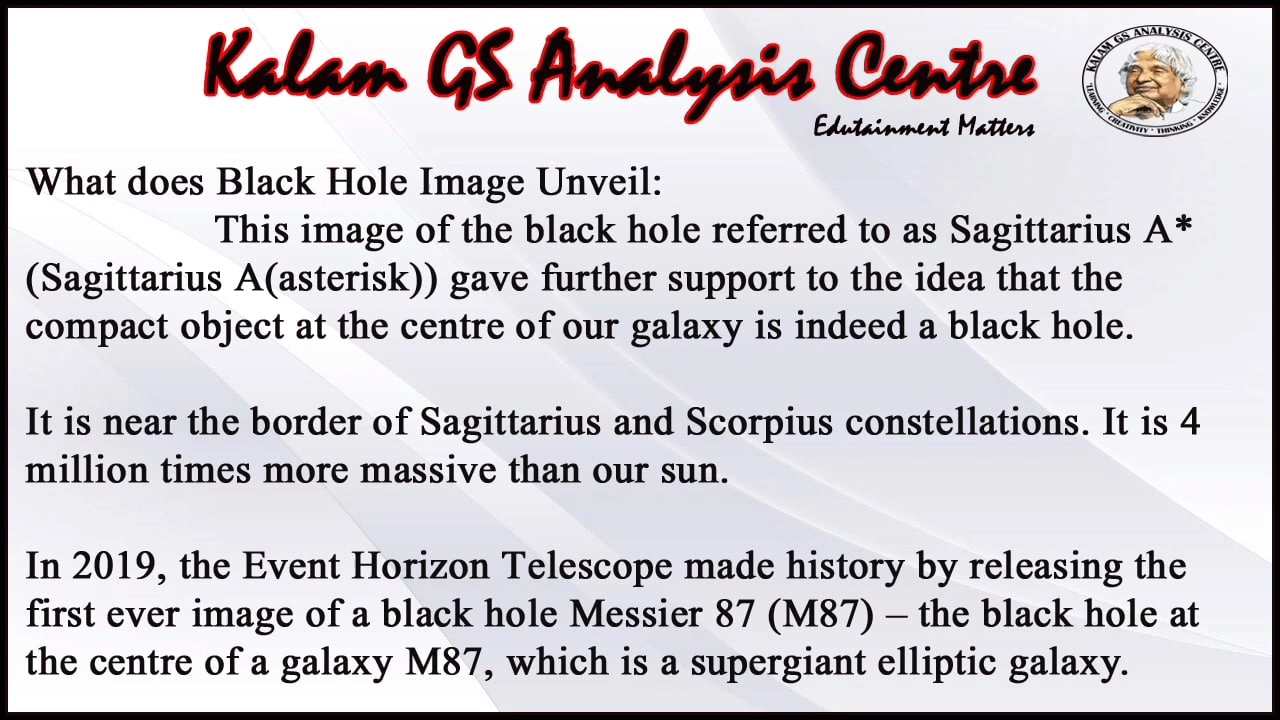 Kalam GS Analysis Centre
KALAM GS ANALYSIS CENTRE
"LEARNING * CREATIVITY * THINKING * KNOWLEDGE"
Edutainment Matters
What does Black Hole Image Unveil:
This image of the black hole referred to as Sagittarius A*
(Sagittarius A(asterisk)) gave further support to the idea that the
compact object at the centre of our galaxy is indeed a black hole.
It is near the border of Sagittarius and Scorpius constellations. It is 4
million times more massive than our sun.
In 2019, the Event Horizon Telescope made history by releasing the
first ever image of a black hole Messier 87 (M87) – the black hole at
the centre of a galaxy M87, which is a supergiant elliptic galaxy.